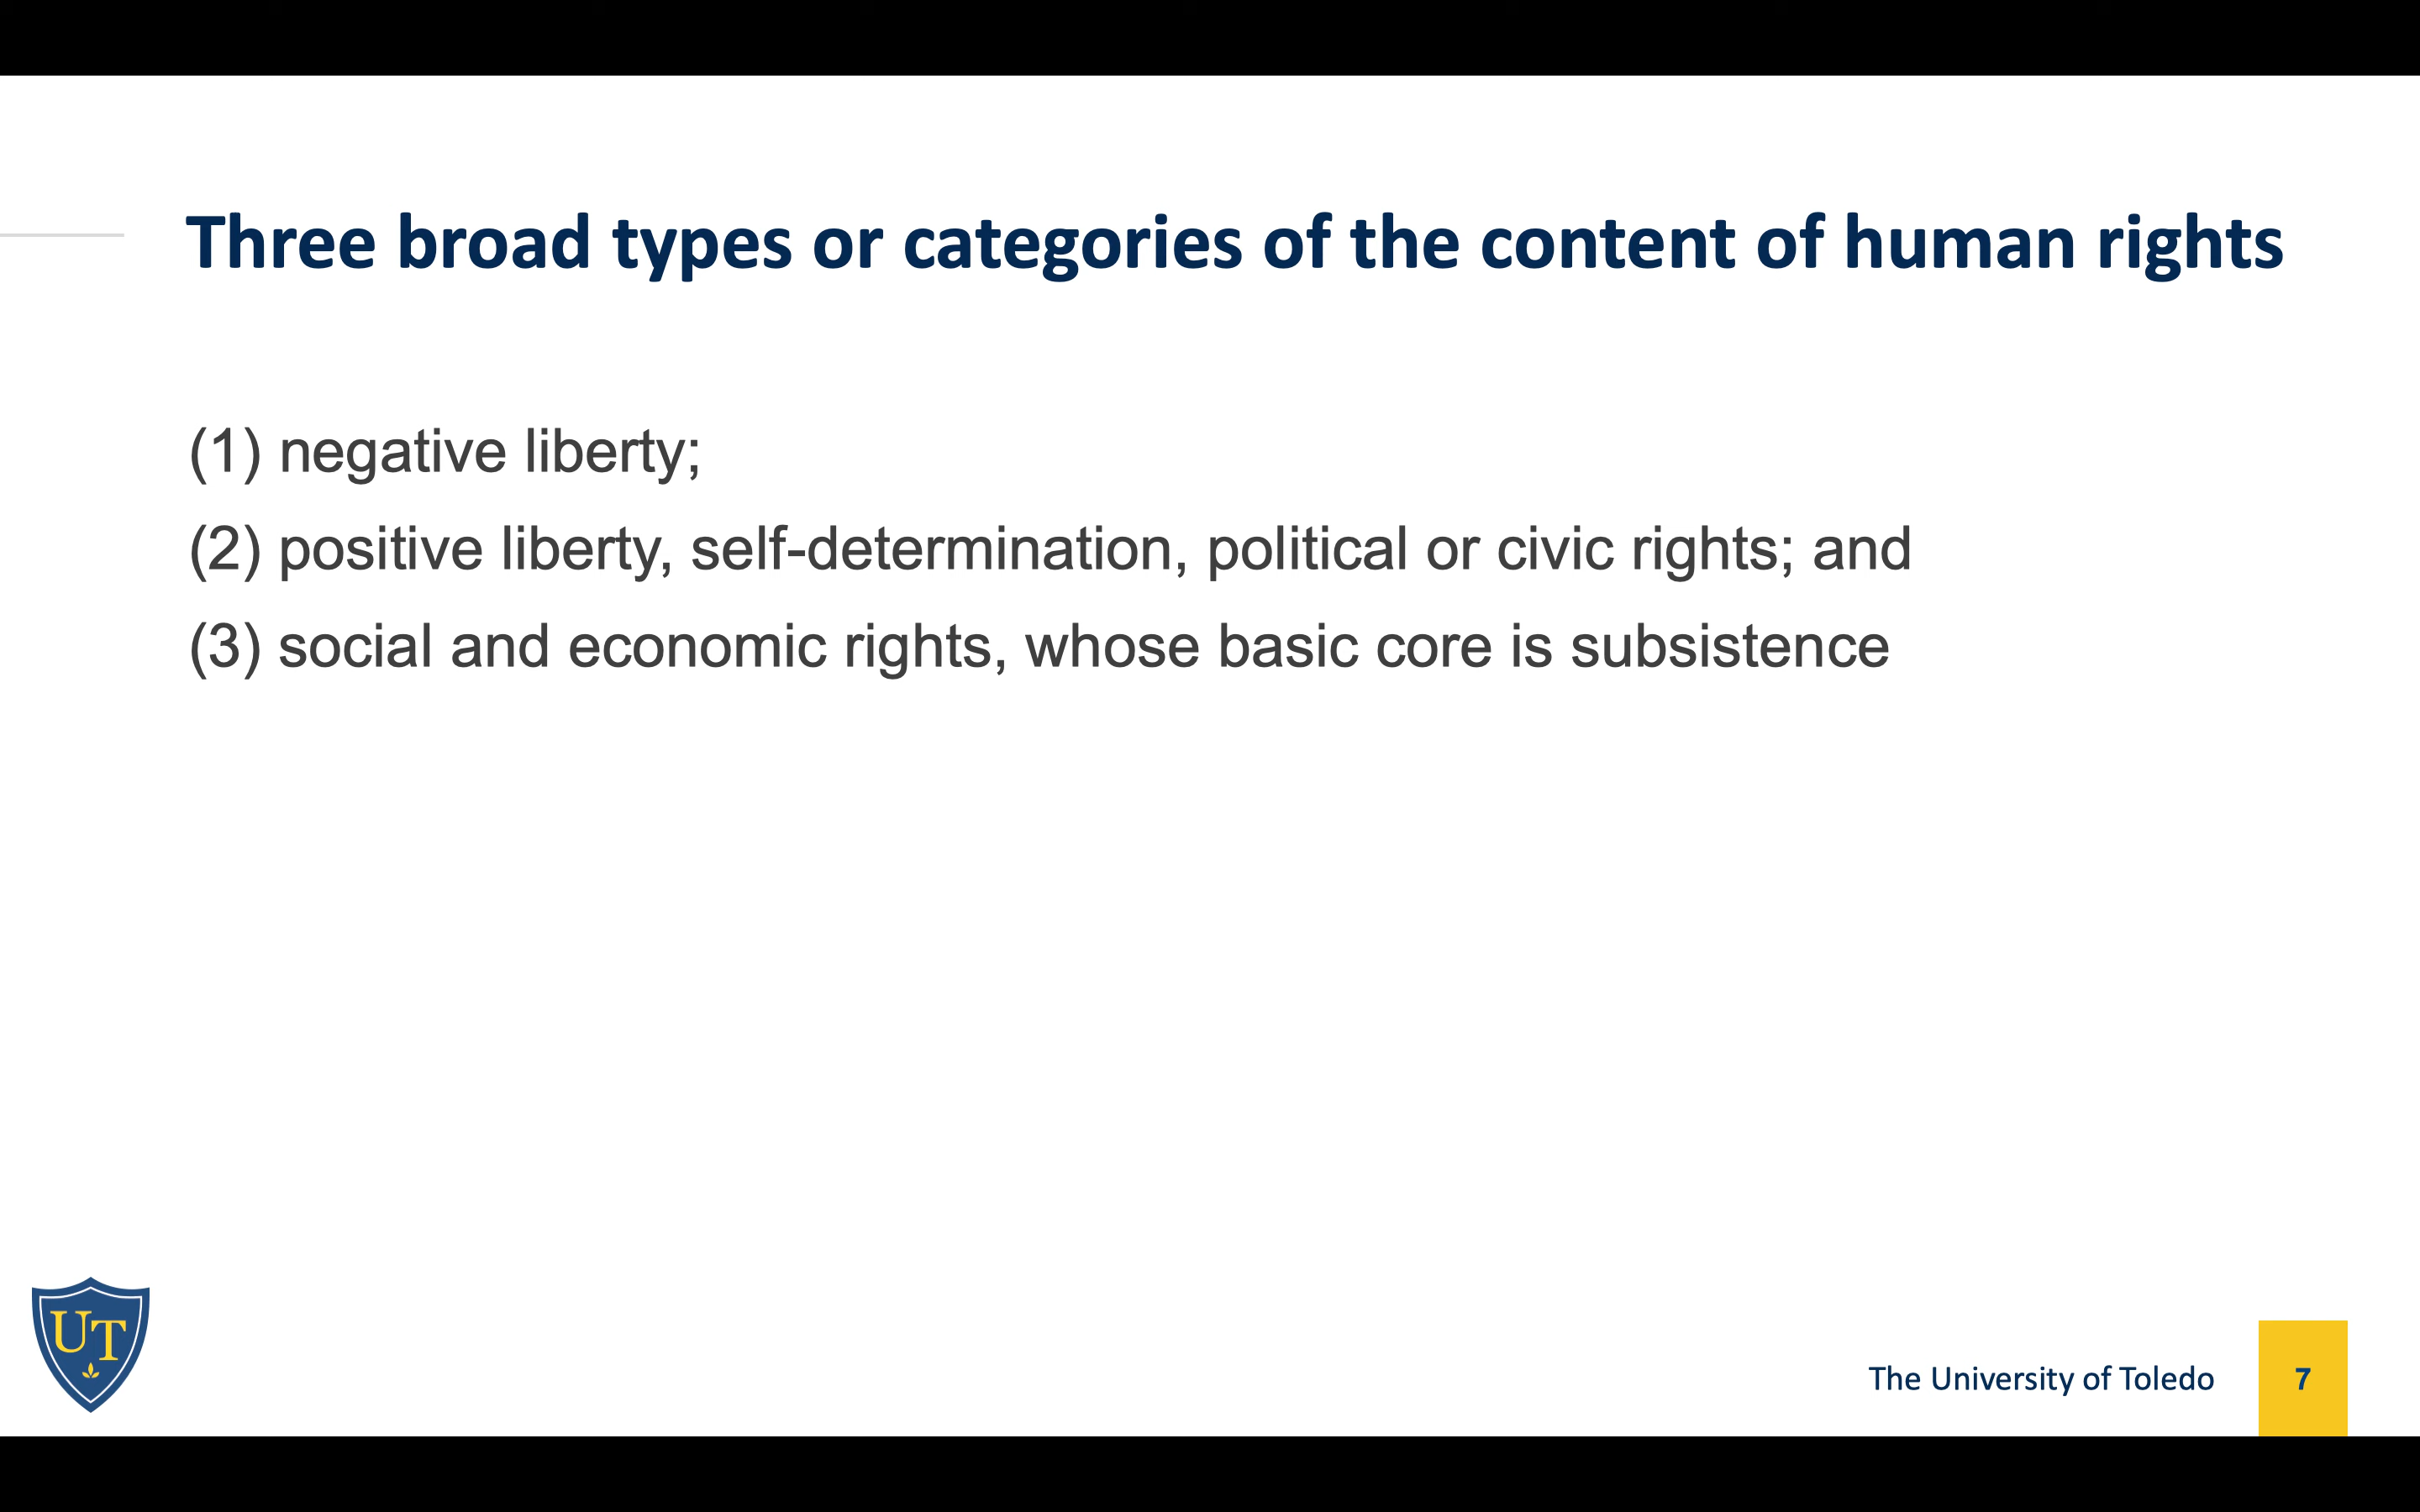 Three broad types or categories of the content of human rights
(1) negative liberty;
(2) positive liberty, self-determination, political or civic rights; and
(3) social and economic rights, whose basic core is subsistence
UT
The University of Toledo
7